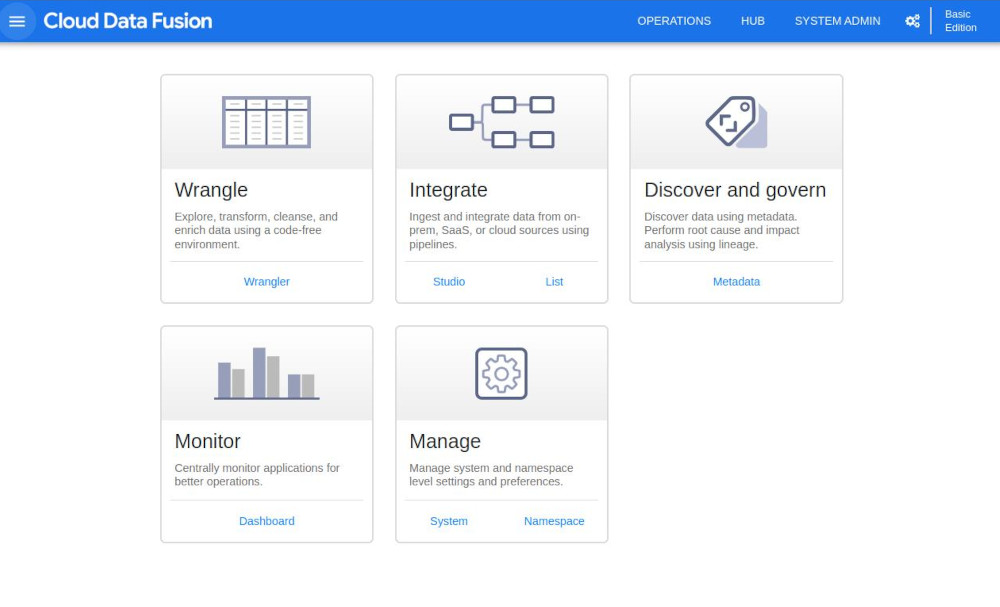 Cloud Data Fusion
OPERATIONS
HUB
SYSTEM ADMIN
Basic
Edition
Wrangle
Explore, transform, cleanse, and
enrich data using a code-free
environment.
Wrangler
Integrate
Ingest and integrate data from on-
prem, SaaS, or cloud sources using
pipelines.
Studio
List
Discover and govern
Discover data using metadata.
Perform root cause and impact
analysis using lineage.
Metadata
Monitor
Centrally monitor applications for
better operations.
Dashboard
Manage
Manage system and namespace
level settings and preferences.
System
Namespace